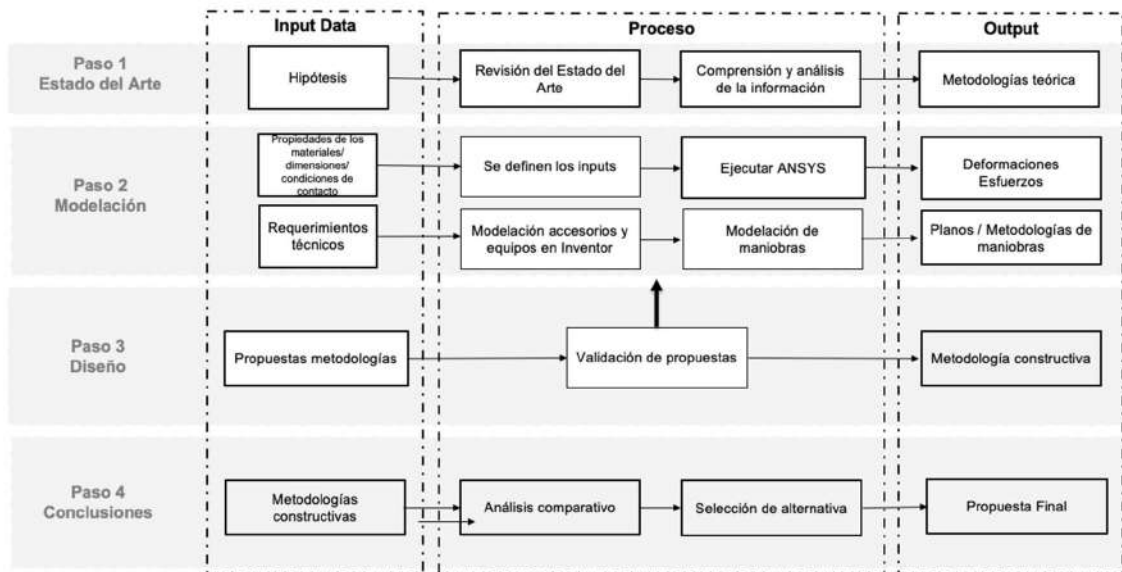 Input Data
Proceso
Output
Paso 1
Estado del Arte
Hipótesis
Revisión del Estado del
Arte
Comprensión y análisis
de la información
Metodologías teórica
Paso 2
Modelación
Propiedades de los
materiales/
dimensiones/
condiciones de
contacto
Se definen los inputs
Ejecutar ANSYS
Deformaciones
Esfuerzos
Requerimientos
técnicos
Modelación accesorios y
equipos en Inventor
Modelación de
maniobras
Planos / Metodologías de
maniobras
Paso 3
Diseño
Propuestas metodologías
Validación de propuestas
Metodología constructiva
Paso 4
Conclusiones
Metodologías
constructivas
Análisis comparativo
Selección de alternativa
Propuesta Final